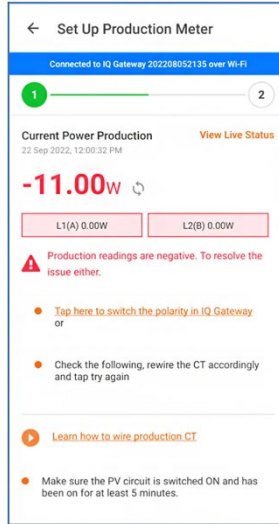 Set Up Production Meter
Connected to IQ Gateway 202208052135 over Wi-Fi
1
2
Current Power Production
View Live Status
22 Sep 2022, 12:00:32 PM
-11.00W
L1(A) 0.00W
L2(B) 0.00W
Production readings are negative. To resolve the
issue either.
Tap here to switch the polarity in IQ Gateway
or
Check the following, rewire the CT accordingly
and tap try again
Learn how to wire production CT
Make sure the PV circuit is switched ON and has
been on for at least 5 minutes.